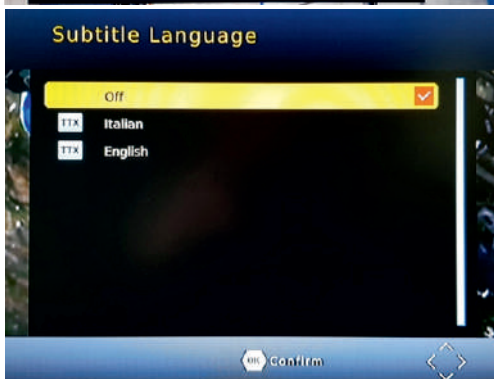 Subtitle Language
Off
TTX Italian
TTX English
OK Confirm